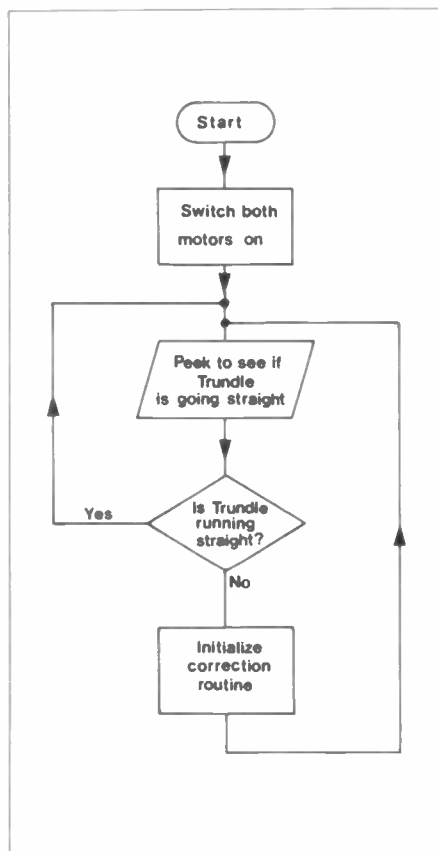 Start
Switch both
motors on
Peek to see if
Trundle
is going straight
Is Trundle
running
straight?
Yes
No
Initialize
correction
routine